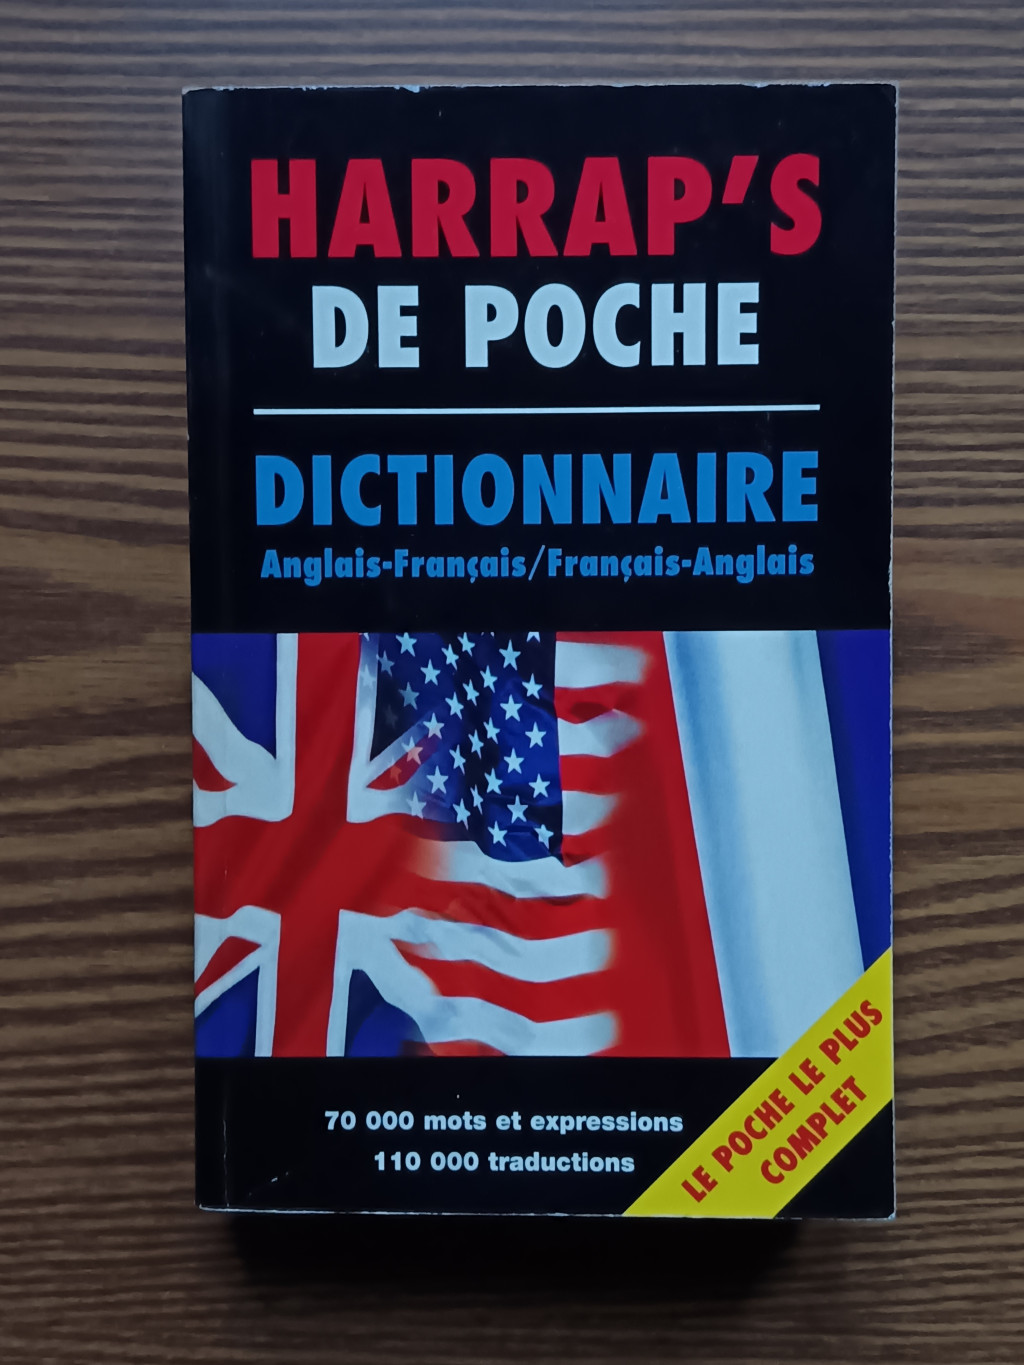 HARRAP'S
DE POCHE
DICTIONNAIRE
Anglais-Français/Français-Anglais
70 000 mots et expressions
110 000 traductions
LE POCHE LE PLUS
COMPLET